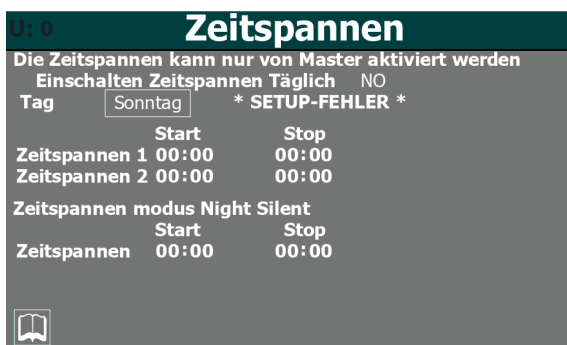 U: 0 Zeitspannen
Die Zeitspannen kann nur von Master aktiviert werden
Einschalten Zeitspannen Täglich NO
Tag Sonntag * SETUP-FEHLER *
Start Stop
Zeitspannen 1 00:00 00:00
Zeitspannen 2 00:00 00:00
Zeitspannen modus Night Silent
Start Stop
Zeitspannen 00:00 00:00